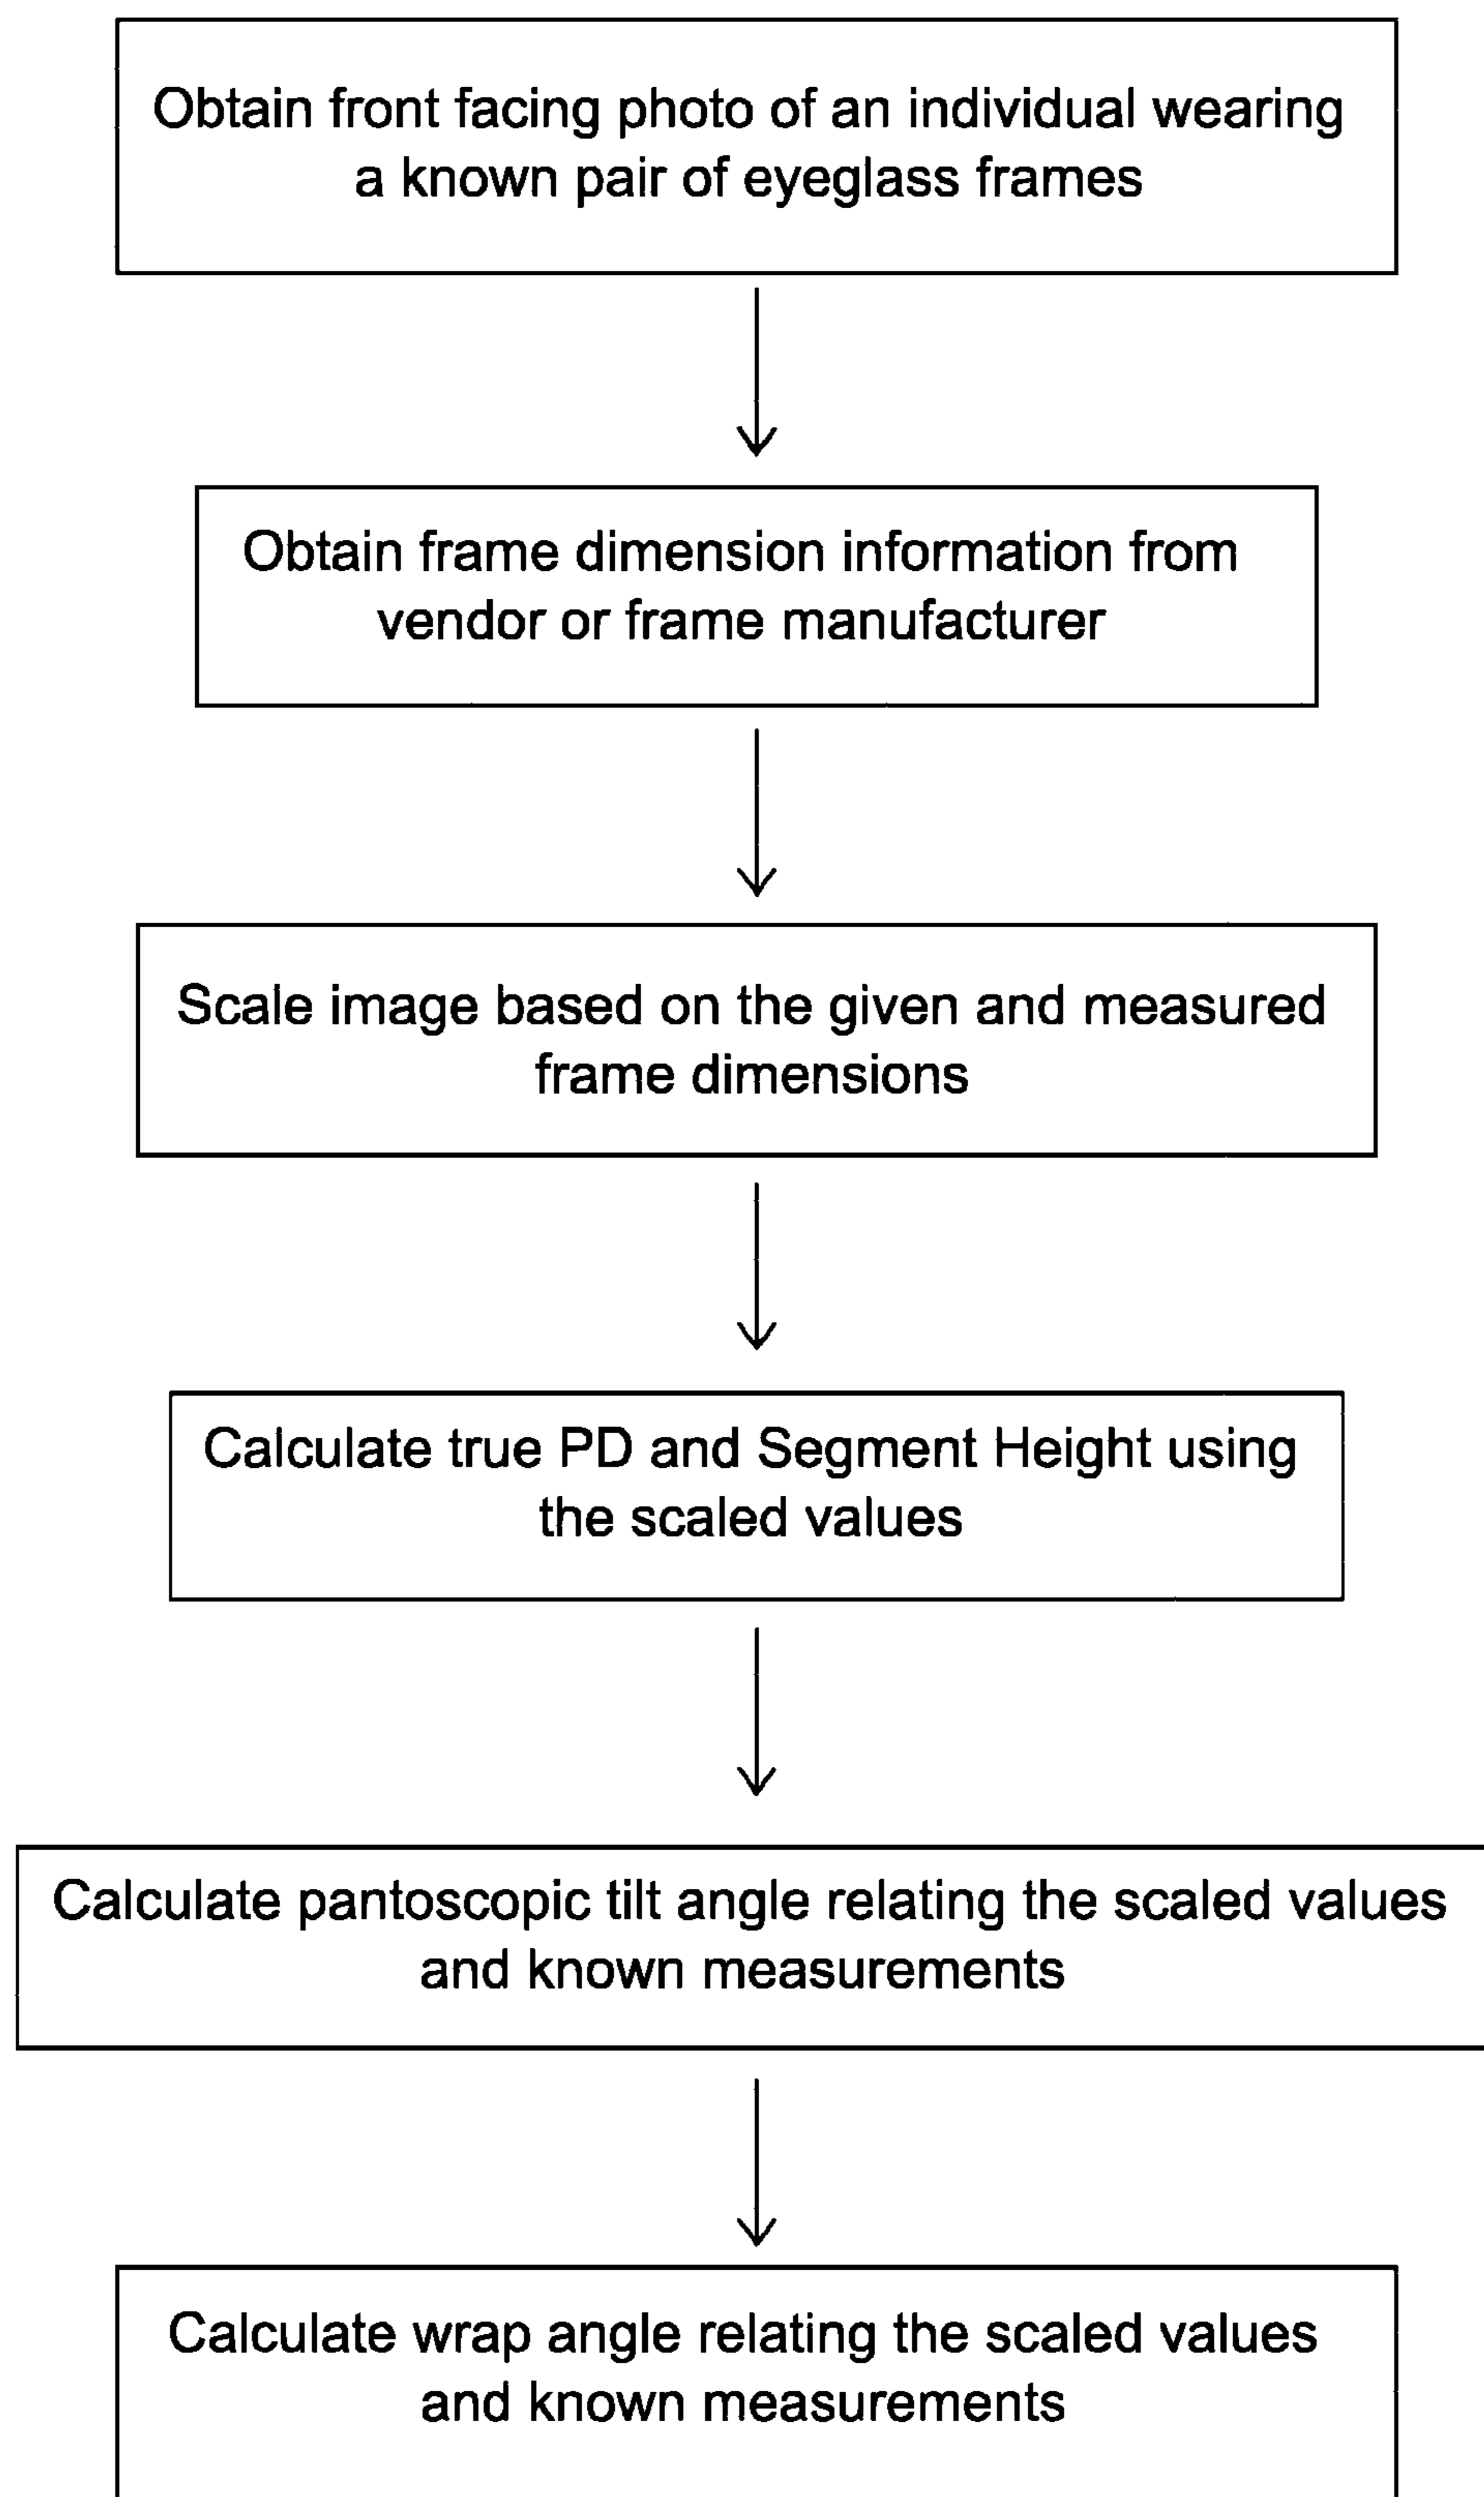 Obtain front facing photo of an individual wearing
a known pair of eyeglass frames
Obtain frame dimension information from
vendor or frame manufacturer
Scale image based on the given and measured
frame dimensions
Calculate true PD and Segment Height using
the scaled values
Calculate pantoscopic tilt angle relating the scaled values
and known measurements
Calculate wrap angle relating the scaled values
and known measurements